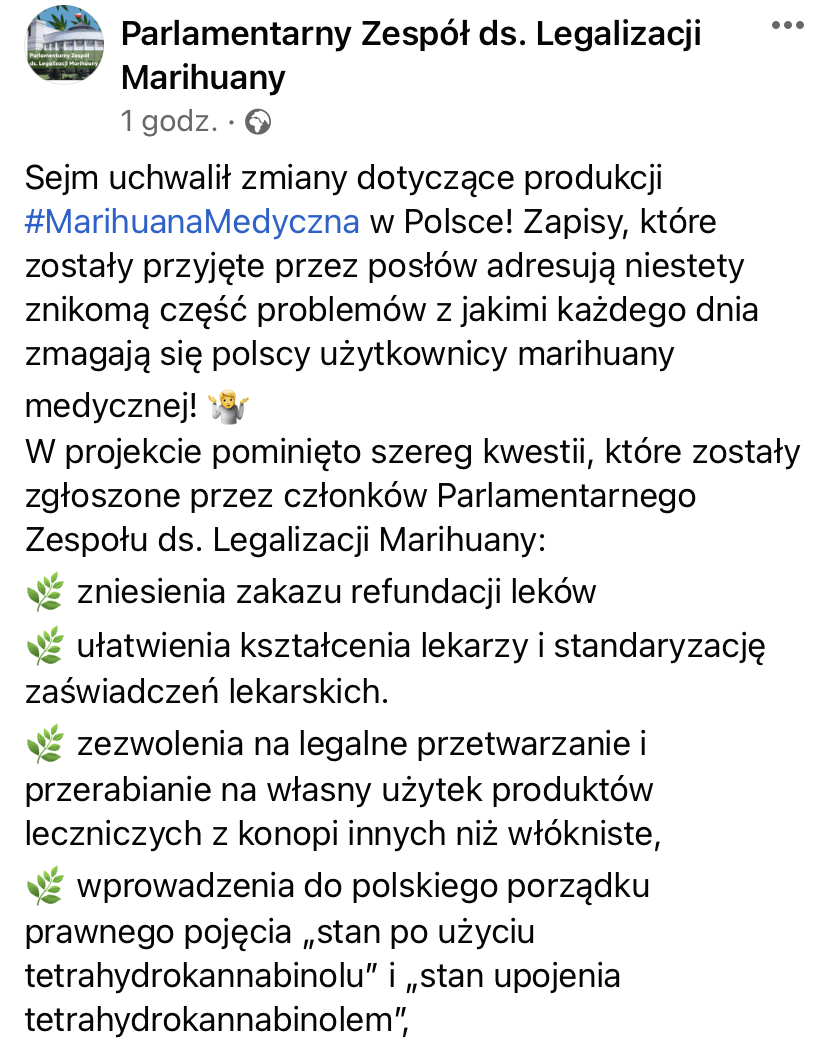 Parlamentarny Zespół
ds. Legalizacji Marihuany
Parlamentarny Zespół ds. Legalizacji
Marihuany
1 godz. ·
Sejm uchwalił zmiany dotyczące produkcji
#MarihuanaMedyczna w Polsce! Zapisy, które
zostały przyjęte przez posłów adresują niestety
znikomą część problemów z jakimi każdego dnia
zmagają się polscy użytkownicy marihuany
medycznej! 🤷
W projekcie pominięto szereg kwestii, które zostały
zgłoszone przez członków Parlamentarnego
Zespołu ds. Legalizacji Marihuany:
🌿 zniesienia zakazu refundacji leków
🌿 ułatwienia kształcenia lekarzy i standaryzację
zaświadczeń lekarskich.
🌿 zezwolenia na legalne przetwarzanie i
przerabianie na własny użytek produktów
leczniczych z konopi innych niż włókniste,
🌿 wprowadzenia do polskiego porządku
prawnego pojęcia „stan po użyciu
tetrahydrokannabinolu” i „stan upojenia
tetrahydrokannabinolem”,